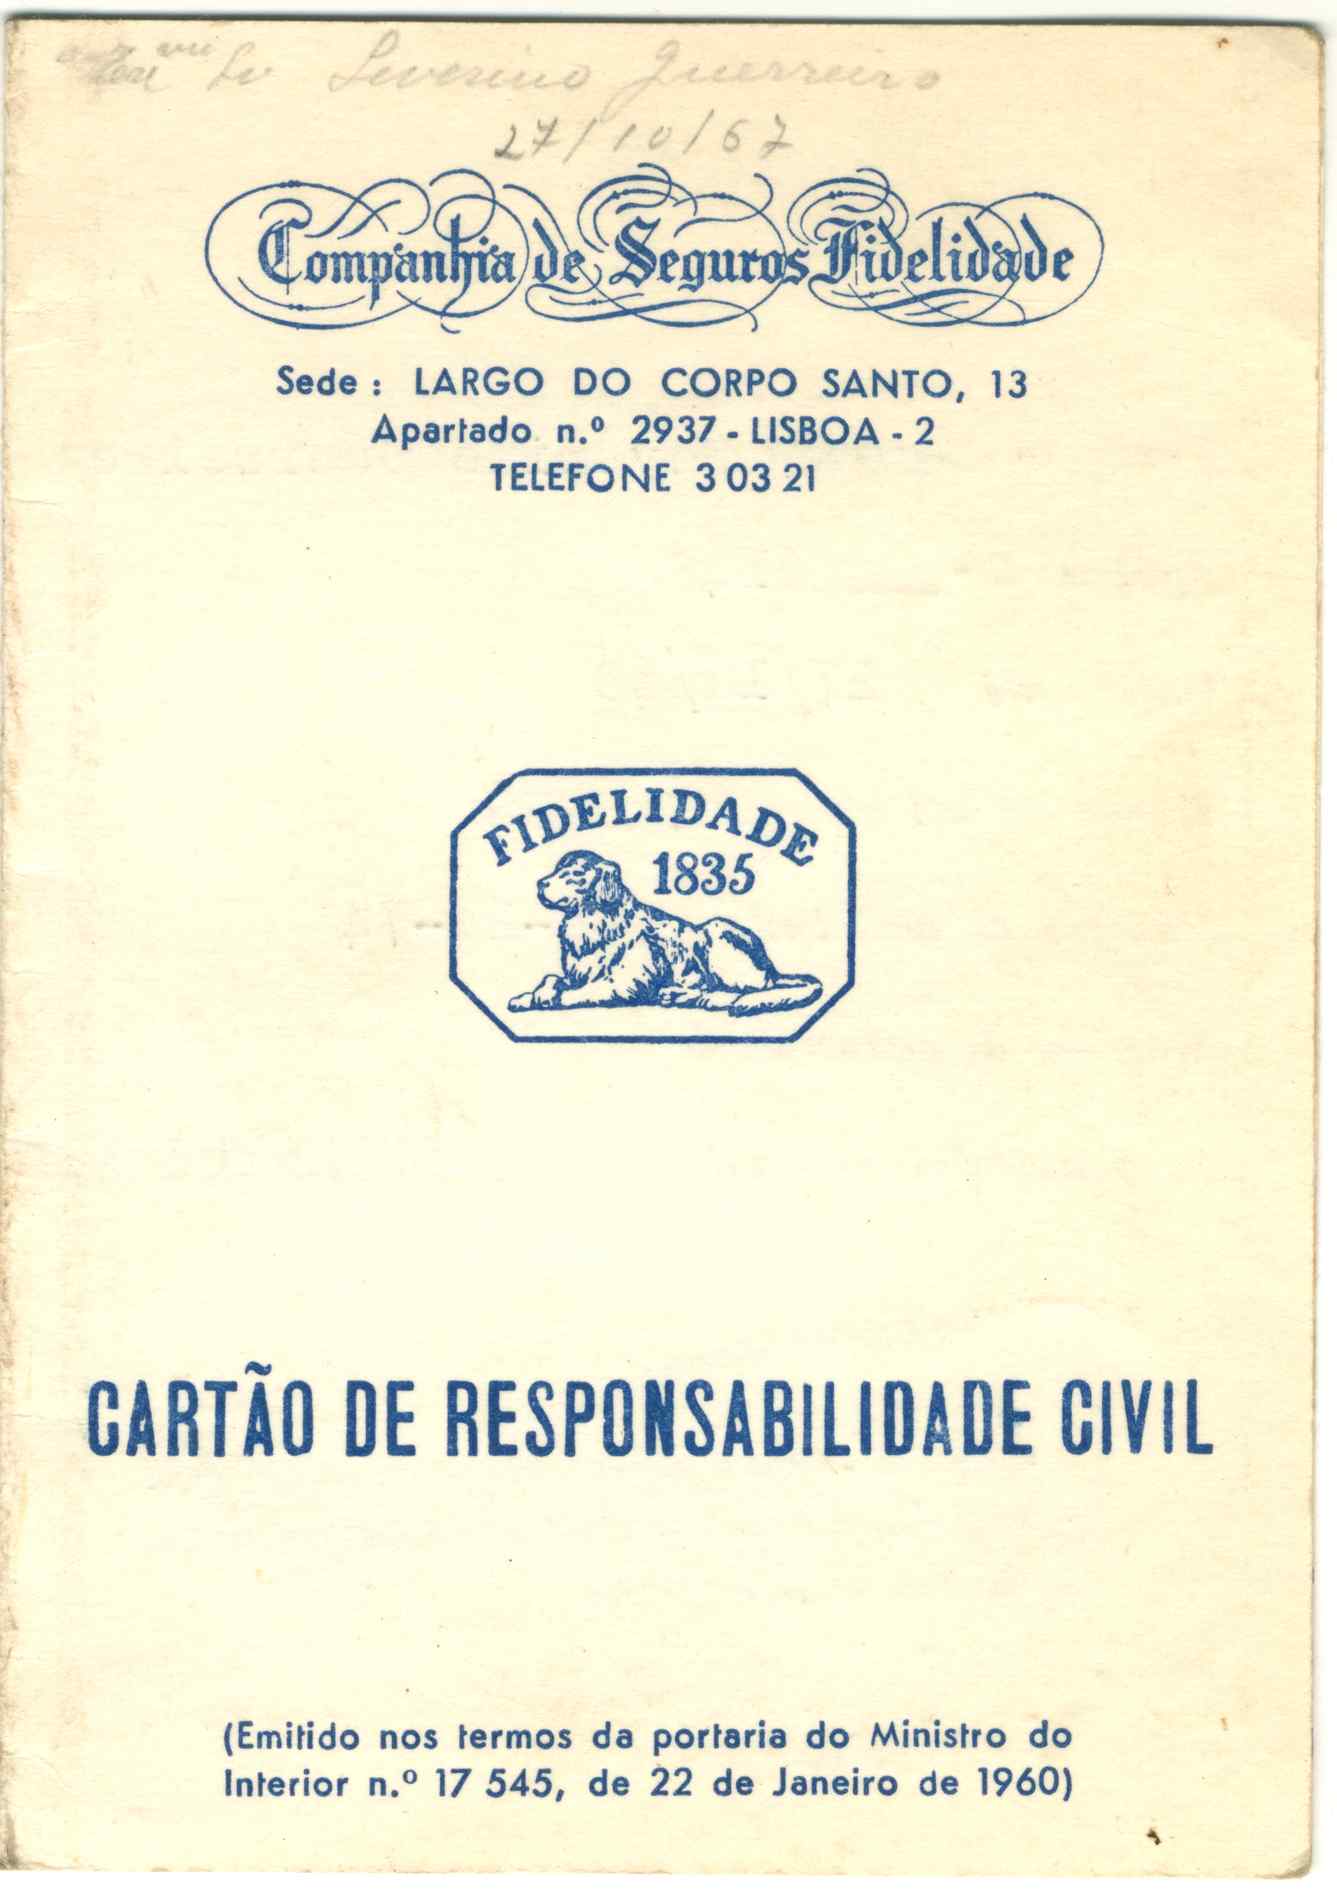 Exmo Sr Severino Guerreiro
27/10/67
Companhia de Seguros Fidelidade
Sede : LARGO DO CORPO SANTO, 13
Apartado n.º 2937 - LISBOA - 2
TELEFONE 3 03 21
FIDELIDADE
1835
CARTÃO DE RESPONSABILIDADE CIVIL
(Emitido nos termos da portaria do Ministro do
Interior n.º 17 545, de 22 de Janeiro de 1960)